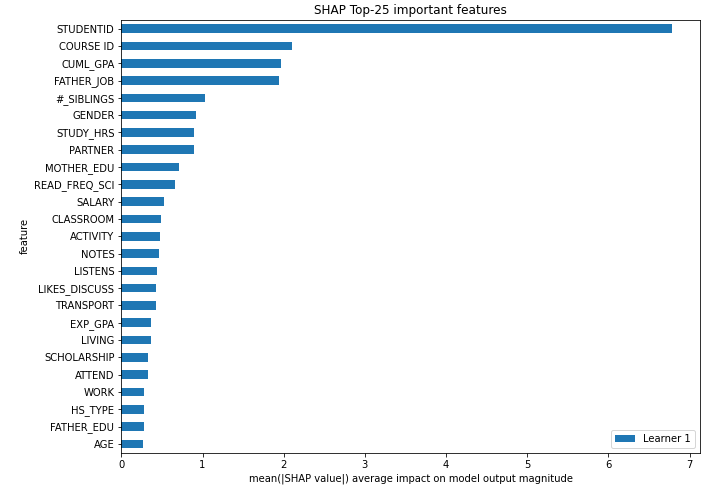 SHAP Top-25 important features
STUDENTID
COURSE ID
CUML_GPA
FATHER_JOB
#_SIBLINGS
GENDER
STUDY_HRS
PARTNER
MOTHER_EDU
READ_FREQ_SCI
SALARY
CLASSROOM
ACTIVITY
NOTES
LISTENS
LIKES_DISCUSS
TRANSPORT
EXP_GPA
LIVING
SCHOLARSHIP
ATTEND
WORK
HS_TYPE
FATHER_EDU
AGE
feature
Learner 1
0 1 2 3 4 5 6 7
mean(|SHAP value|) average impact on model output magnitude